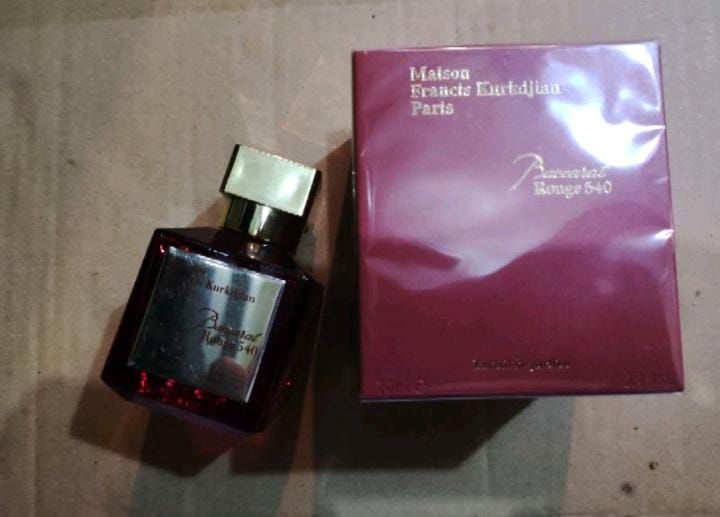 Kurkdjian
Baccarat
Rouge 540
Maison
Francis Kurkdjian
Paris
Baccarat
Rouge 540